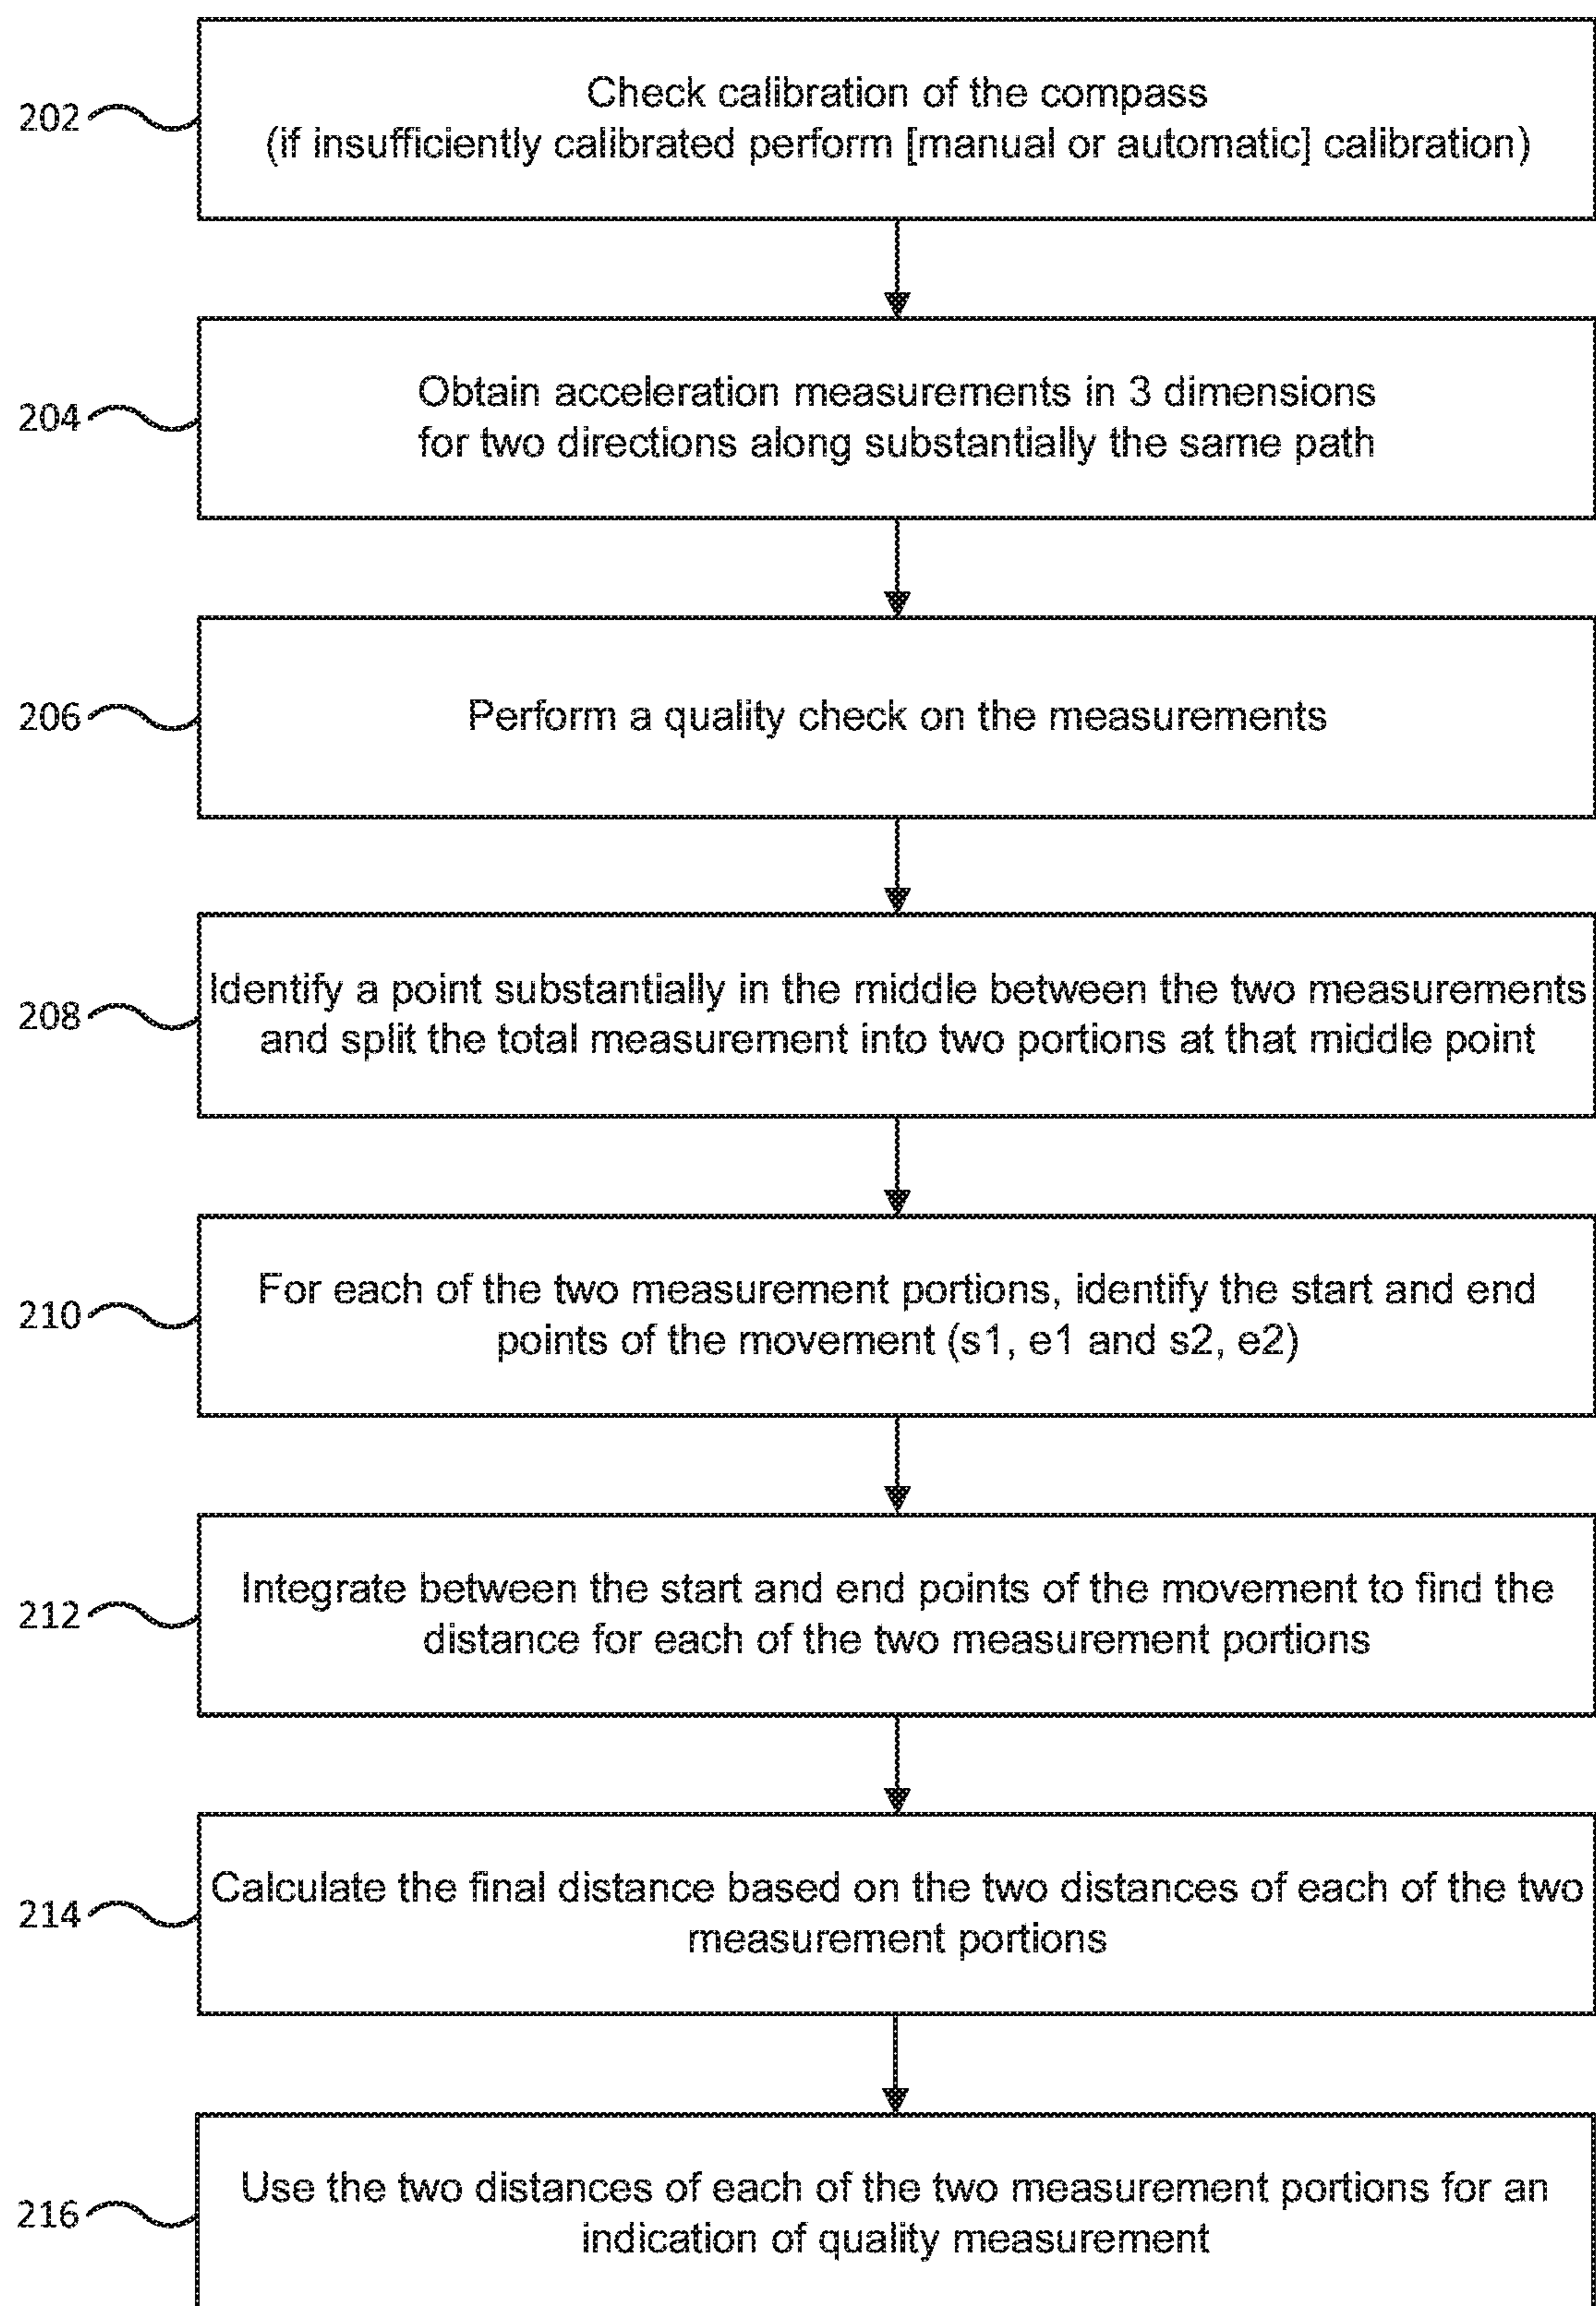 202
Check calibration of the compass
(if insufficiently calibrated perform [manual or automatic] calibration)
204
Obtain acceleration measurements in 3 dimensions
for two directions along substantially the same path
206
Perform a quality check on the measurements
208
Identify a point substantially in the middle between the two measurements
and split the total measurement into two portions at that middle point
210
For each of the two measurement portions, identify the start and end
points of the movement (s1, e1 and s2, e2)
212
Integrate between the start and end points of the movement to find the
distance for each of the two measurement portions
214
Calculate the final distance based on the two distances of each of the two
measurement portions
216
Use the two distances of each of the two measurement portions for an
indication of quality measurement